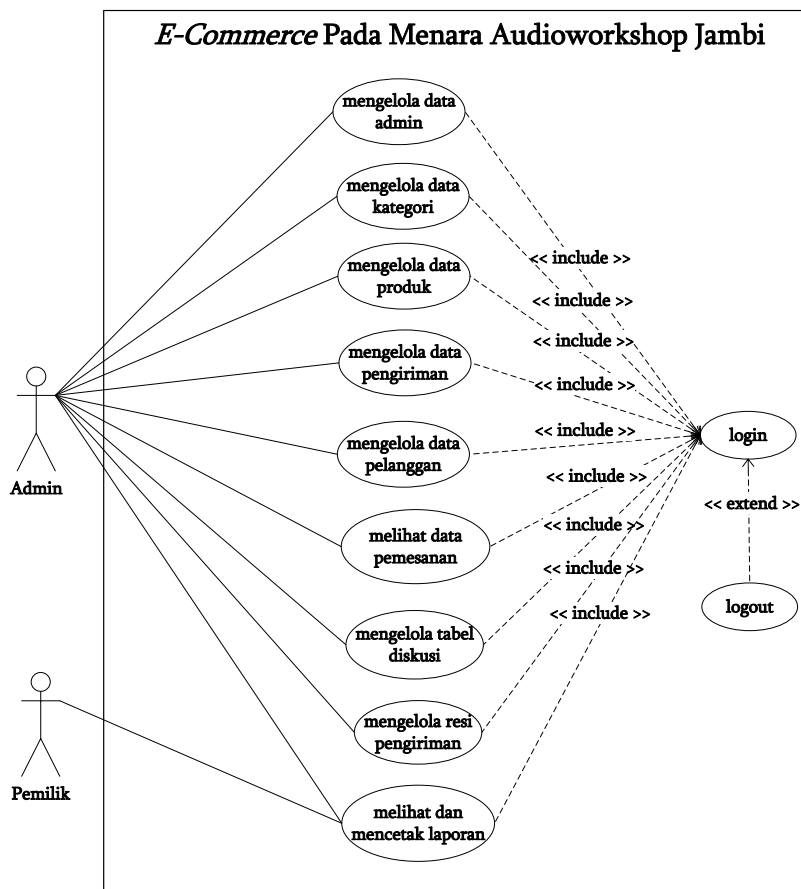 E-Commerce Pada Menara Audioworkshop Jambi
mengelola data
admin
mengelola data
kategori
<< include >>
mengelola data
produk
<< include >>
<< include >>
mengelola data
pengiriman
<< include >>
Admin
mengelola data
pelanggan
<< include >>
login
melihat data
pemesanan
<< include >>
<< extend >>
<< include >>
mengelola tabel
diskusi
<< include >>
logout
<< include >>
mengelola resi
pengiriman
Pemilik
melihat dan
mencetak laporan